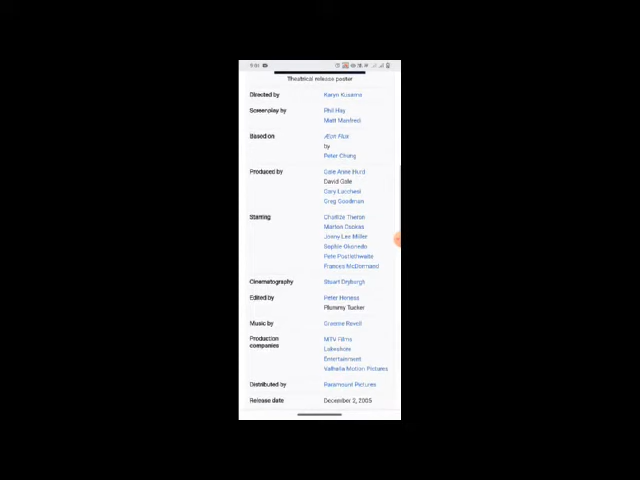 Theatrical release poster
Directed by Karyn Kusama
Screenplay by Phil Hay
Matt Manfredi
Based on Æon Flux
by
Peter Chung
Produced by Gale Anne Hurd
David Gale
Gary Lucchesi
Greg Goodman
Starring Charlize Theron
Marton Csokas
Jonny Lee Miller
Sophie Okonedo
Pete Postlethwaite
Frances McDormand
Cinematography Stuart Dryburgh
Edited by Peter Honess
Plummy Tucker
Music by Graeme Revell
Production MTV Films
companies Lakeshore
Entertainment
Valhalla Motion Pictures
Distributed by Paramount Pictures
Release date December 2, 2005